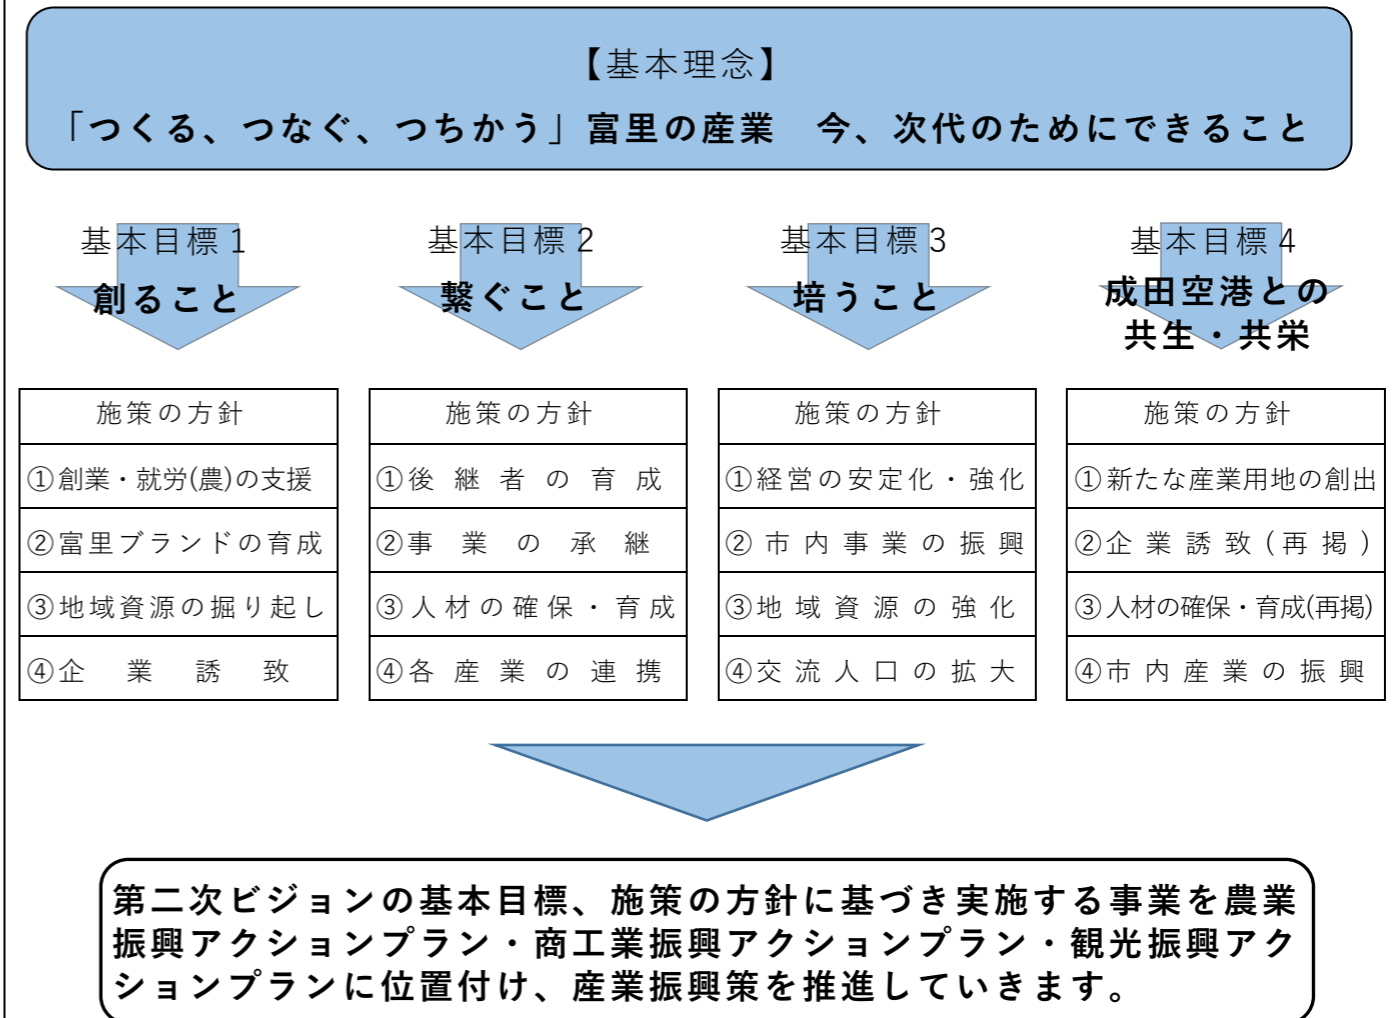 【基本理念】
「つくる、つなぐ、つちかう」富里の産業　今、次代のためにできること
基本目標１
創ること
施策の方針
①創業・就労(農)の支援
②富里ブランドの育成
③地域資源の掘り起し
④企業誘致
基本目標２
繋ぐこと
施策の方針
①後継者の育成
②事業の承継
③人材の確保・育成
④各産業の連携
基本目標３
培うこと
施策の方針
①経営の安定化・強化
②市内事業の振興
③地域資源の強化
④交流人口の拡大
基本目標４
成田空港との
共生・共栄
施策の方針
①新たな産業用地の創出
②企業誘致(再掲)
③人材の確保・育成(再掲)
④市内産業の振興
第二次ビジョンの基本目標、施策の方針に基づき実施する事業を農業
振興アクションプラン・商工業振興アクションプラン・観光振興アク
ションプランに位置付け、産業振興策を推進していきます。